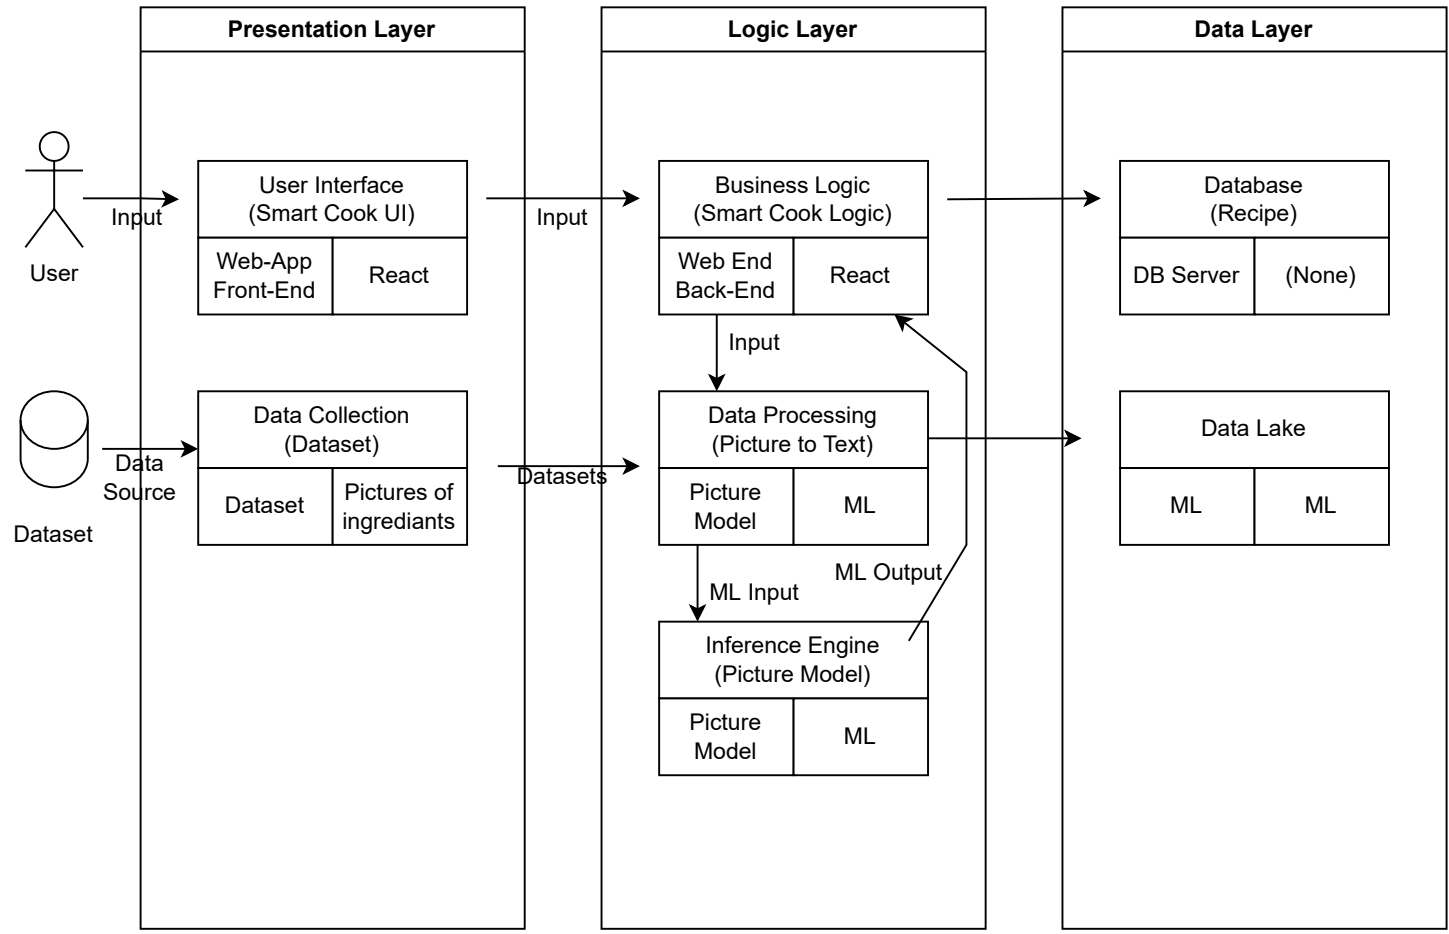 Presentation Layer
Logic Layer
Data Layer
User
Input
User Interface
(Smart Cook UI)
Web-App
Front-End
React
Input
Business Logic
(Smart Cook Logic)
Web End
Back-End
React
Database
(Recipe)
DB Server
(None)
Input
Dataset
Data
Source
Data Collection
(Dataset)
Dataset
Pictures of
ingrediants
Datasets
Data Processing
(Picture to Text)
Picture
Model
ML
Data Lake
ML
ML
ML Input
ML Output
Inference Engine
(Picture Model)
Picture
Model
ML